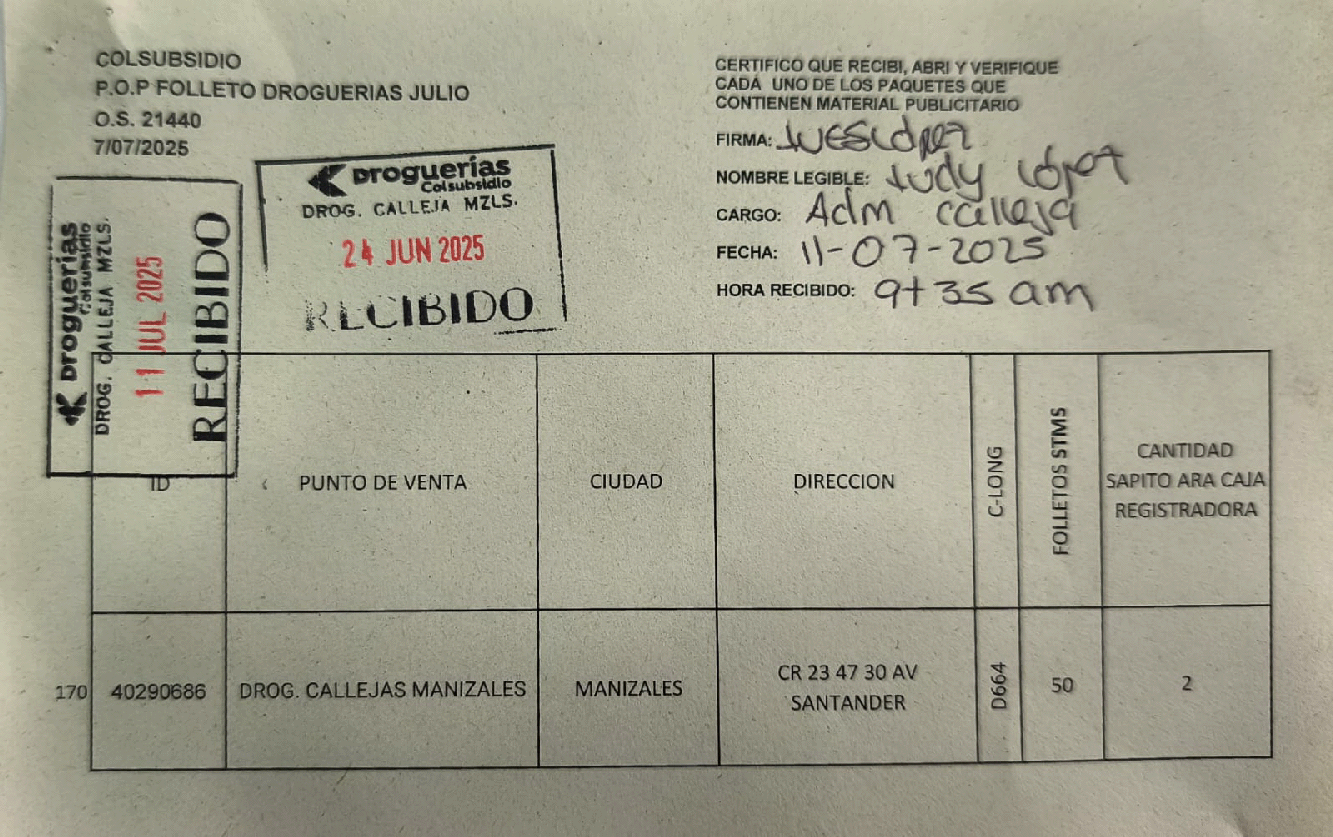 COLSUBSIDIO
P.O.P FOLLETO DROGUERIAS JULIO
O.S. 21440
7/07/2025
CERTIFICO QUE RECIBI, ABRI Y VERIFIQUE
CADA UNO DE LOS PAQUETES QUE
CONTIENEN MATERIAL PUBLICITARIO
FIRMA:
NOMBRE LEGIBLE: Judy López
CARGO: Adm calleja
FECHA: 11-07-2025
HORA RECIBIDO: 9+35 am
Droguerías
Colsubsidio
DROG. CALLEJA MZLS.
24 JUN 2025
RECIBIDO
Droguerías
Colsubsidio
DROG. CALLEJA MZLS.
11 JUL 2025
RECIBIDO
ID PUNTO DE VENTA CIUDAD DIRECCION C-LONG FOLLETOS STMS CANTIDAD
SAPITO ARA CAJA
REGISTRADORA
170 40290686 DROG. CALLEJAS MANIZALES MANIZALES CR 23 47 30 AV
SANTANDER D664 50 2